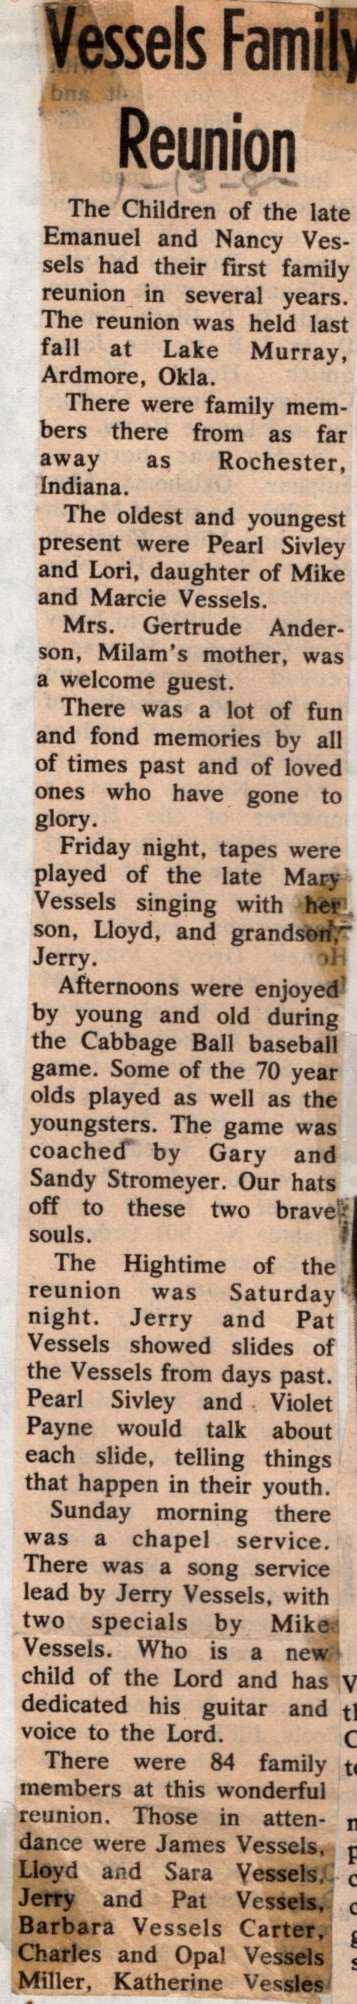 Vessels Family
Reunion
The Children of the late
Emanuel and Nancy Ves-
sels had their first family
reunion in several years.
The reunion was held last
fall at Lake Murray,
Ardmore, Okla.
There were family mem-
bers there from as far
away as Rochester,
Indiana.
The oldest and youngest
present were Pearl Sivley
and Lori, daughter of Mike
and Marcie Vessels.
Mrs. Gertrude Ander-
son, Milam's mother, was
a welcome guest.
There was a lot of fun
and fond memories by all
of times past and of loved
ones who have gone to
glory.
Friday night, tapes were
played of the late Mary
Vessels singing with her
son, Lloyd, and grandson,
Jerry.
Afternoons were enjoyed
by young and old during
the Cabbage Ball baseball
game. Some of the 70 year
olds played as well as the
youngsters. The game was
coached by Gary and
Sandy Stromeyer. Our hats
off to these two brave
souls.
The Hightime of the
reunion was Saturday
night. Jerry and Pat
Vessels showed slides of
the Vessels from days past.
Pearl Sivley and Violet
Payne would talk about
each slide, telling things
that happen in their youth.
Sunday morning there
was a chapel service.
There was a song service
lead by Jerry Vessels, with
two specials by Mike
Vessels. Who is a new
child of the Lord and has
dedicated his guitar and
voice to the Lord.
There were 84 family
members at this wonderful
reunion. Those in atten-
dance were James Vessels,
Lloyd and Sara Vessels,
Jerry and Pat Vessels,
Barbara Vessels Carter,
Charles and Opal Vessels
Miller, Katherine Vessles